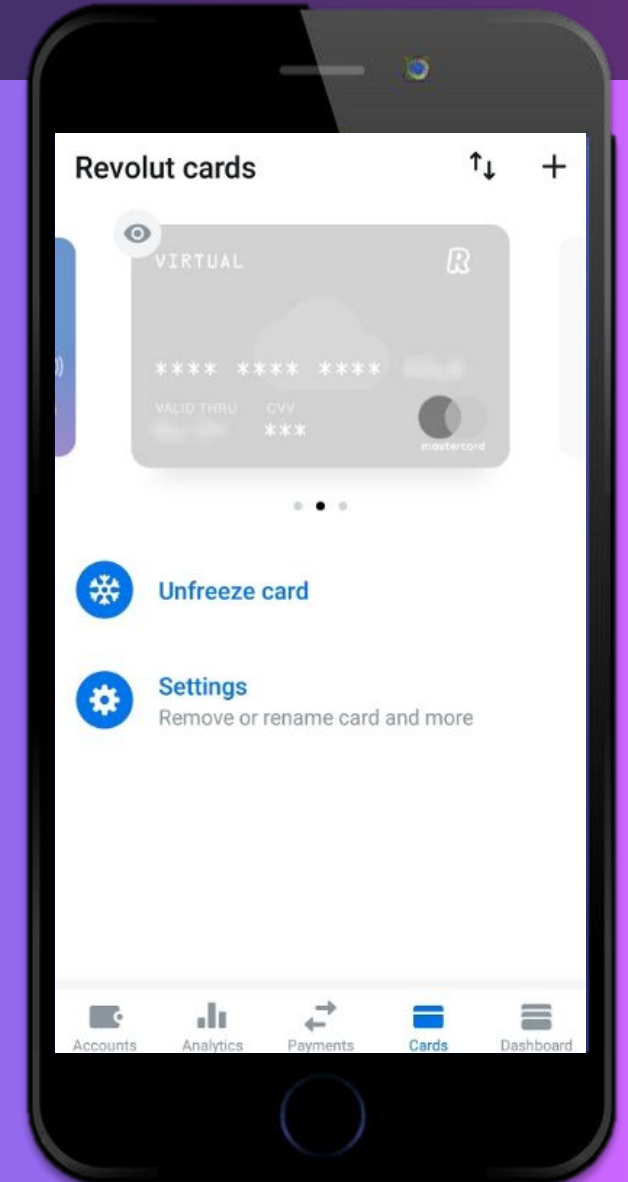 Revolut cards
VIRTUAL
**** **** ****
VALID THRU CVV
***
mastercard
Unfreeze card
Settings
Remove or rename card and more
Accounts Analytics Payments Cards Dashboard